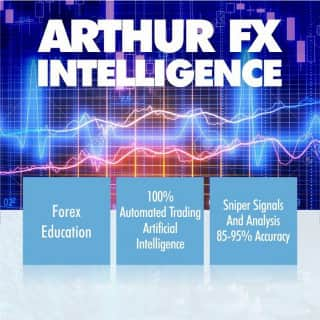 ARTHUR FX
INTELLIGENCE
Forex
Education
100%
Automated Trading
Artificial
Intelligence
Sniper Signals
And Analysis
85-95% Accuracy